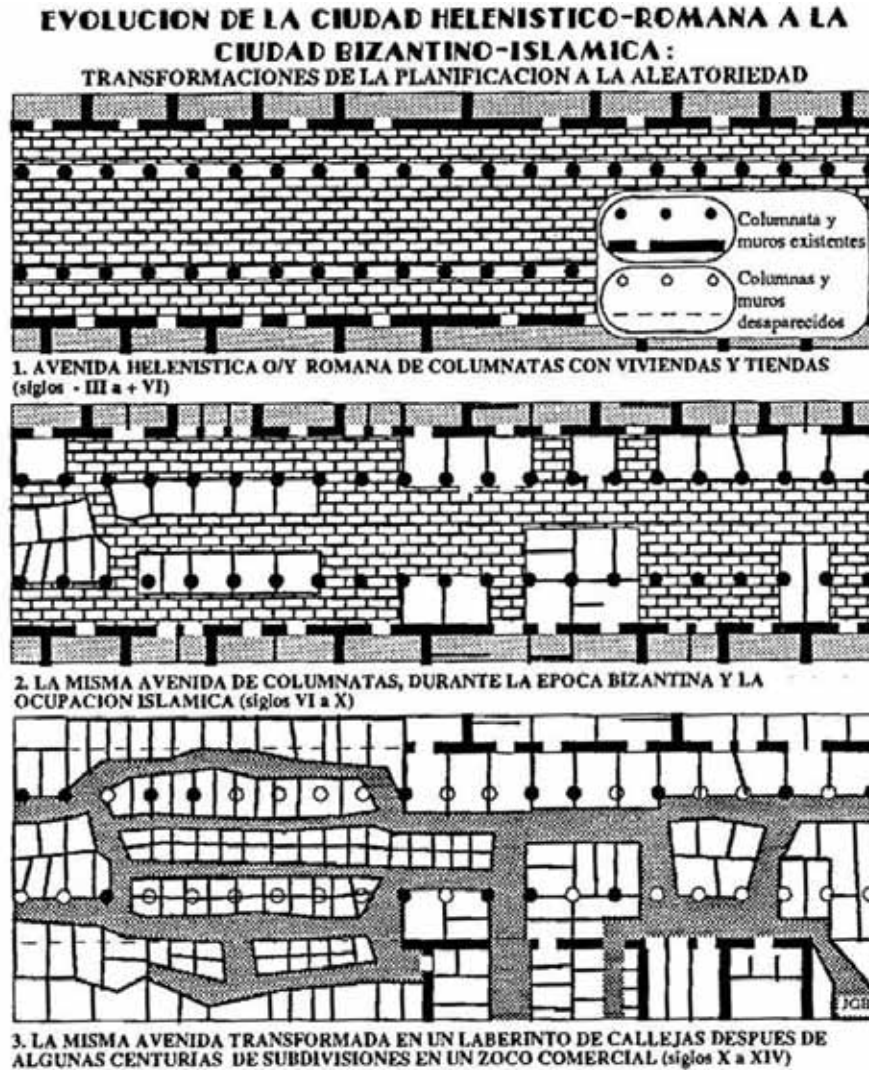 EVOLUCION DE LA CIUDAD HELENISTICO-ROMANA A LA
CIUDAD BIZANTINO-ISLAMICA:
TRANSFORMACIONES DE LA PLANIFICACION A LA ALEATORIEDAD
Columnata y
muros existentes
Columnas y
muros
desaparecidos
1. AVENIDA HELENISTICA O/Y ROMANA DE COLUMNATAS CON VIVIENDAS Y TIENDAS
(siglos - III a + VI)
2. LA MISMA AVENIDA DE COLUMNATAS, DURANTE LA EPOCA BIZANTINA Y LA
OCUPACION ISLAMICA (siglos VI a X)
JGB
3. LA MISMA AVENIDA TRANSFORMADA EN UN LABERINTO DE CALLEJAS DESPUES DE
ALGUNAS CENTURIAS DE SUBDIVISIONES EN UN ZOCO COMERCIAL (siglos X a XIV)